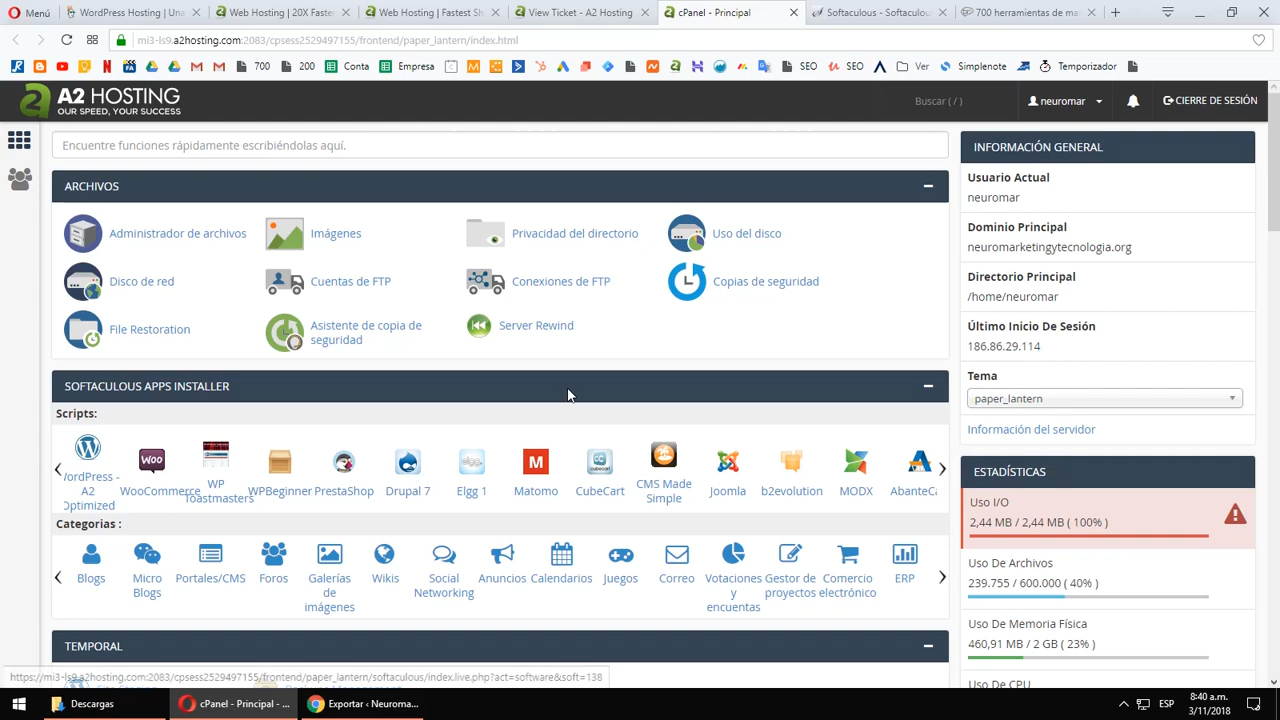 Menú
WordPress Hosting | Una
Web Hosting | 20X Faster
Web Hosting | Fastest Sh
View Ticket - A2 Hosting
cPanel - Principal
Softaculous - Softaculou
700 herramientas de ma
mi3-ls9.a2hosting.com:2083/cpsess2529497155/frontend/paper_lantern/index.html
700
200
Conta
Empresa
SEO
SEO
Ver
Simplenote
Temporizador
A2 HOSTING
OUR SPEED, YOUR SUCCESS
Buscar ( / )
neuromar
CIERRE DE SESIÓN
Encuentre funciones rápidamente escribiéndolas aquí.
ARCHIVOS
Administrador de archivos
Imágenes
Privacidad del directorio
Uso del disco
Disco de red
Cuentas de FTP
Conexiones de FTP
Copias de seguridad
File Restoration
Asistente de copia de
seguridad
Server Rewind
SOFTACULOUS APPS INSTALLER
Scripts:
WordPress -
A2
Optimized
WooCommerce
WP
Toastmasters
WPBeginner
PrestaShop
Drupal 7
Elgg 1
Matomo
CubeCart
CMS Made
Simple
Joomla
b2evolution
MODX
AbanteCa
Categorias :
Blogs
Micro
Blogs
Portales/CMS
Foros
Galerías
de
imágenes
Wikis
Social
Networking
Anuncios
Calendarios
Juegos
Correo
Votaciones
y
encuentas
Gestor de
proyectos
Comercio
electrónico
ERP
TEMPORAL
INFORMACIÓN GENERAL
Usuario Actual
neuromar
Dominio Principal
neuromarketingytecnologia.org
Directorio Principal
/home/neuromar
Último Inicio De Sesión
186.86.29.114
Tema
paper_lantern
Información del servidor
ESTADÍSTICAS
Uso I/O
2,44 MB / 2,44 MB ( 100% )
Uso De Archivos
239.755 / 600.000 ( 40% )
Uso De Memoria Física
460,91 MB / 2 GB ( 23% )
Uso De CPU
https://mi3-ls9.a2hosting.com:2083/cpsess2529497155/frontend/paper_lantern/softaculous/index.live.php?act=software&soft=138
Descargas
cPanel - Principal - ...
Exportar ‹ Neuroma...
ESP
8:40 a.m.
3/11/2018